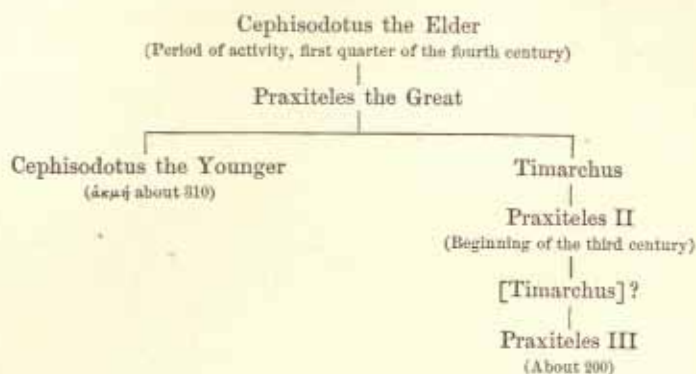 Cephisodotus the Elder
(Period of activity, first quarter of the fourth century)
Praxiteles the Great
Cephisodotus the Younger
(ἀκμή about 310)
Timarchus
Praxiteles II
(Beginning of the third century)
[Timarchus]?
Praxiteles III
(About 200)